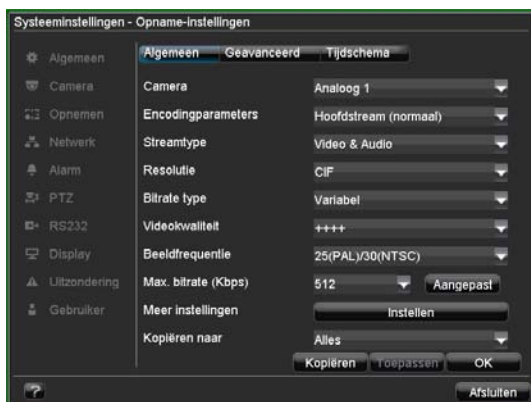 Systeeminstellingen - Opname-instellingen
Algemeen
Camera
Opnemen
Netwerk
Alarm
PTZ
RS232
Display
Uitzondering
Gebruiker
Algemeen Geavanceerd Tijdschema
Camera Analoog 1
Encodingparameters Hoofdstream (normaal)
Streamtype Video & Audio
Resolutie CIF
Bitrate type Variabel
Videokwaliteit ++++
Beeldfrequentie 25(PAL)/30(NTSC)
Max. bitrate (Kbps) 512 Aangepast
Meer instellingen Instellen
Kopiëren naar Alles
Kopiëren Toepassen OK
? Afsluiten